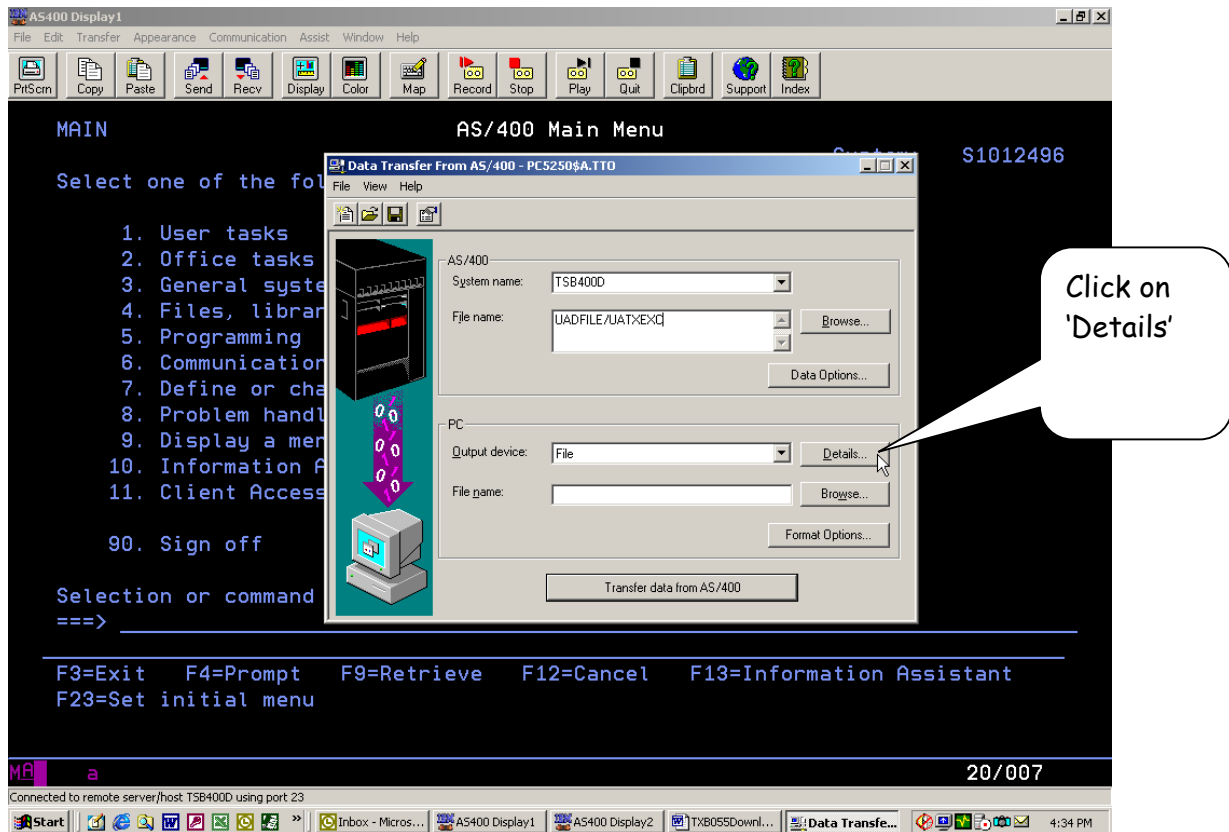 AS400 Display1
File Edit Transfer Appearance Communication Assist Window Help
PrtScrn Copy Paste Send Recv Display Color Map Record Stop Play Quit Clipbrd Support Index
MAIN AS/400 Main Menu
S1012496
Select one of the fol
1. User tasks
2. Office tasks
3. General syste
4. Files, librar
5. Programming
6. Communication
7. Define or cha
8. Problem handl
9. Display a men
10. Information A
11. Client Access
90. Sign off
Selection or command
===>
F3=Exit F4=Prompt F9=Retrieve F12=Cancel F13=Information Assistant
F23=Set initial menu
MA a 20/007
Connected to remote server/host TSB400D using port 23
Data Transfer From AS/400 - PC5250$A.TTO
File View Help
AS/400
System name: TSB400D
File name: UADFILE/UATXEXC Browse...
Data Options...
PC
Output device: File Details...
File name: Browse...
Format Options...
Transfer data from AS/400
Click on
'Details'
Start » Inbox - Micros... AS400 Display1 AS400 Display2 TXB055Downl... Data Transfe... 4:34 PM